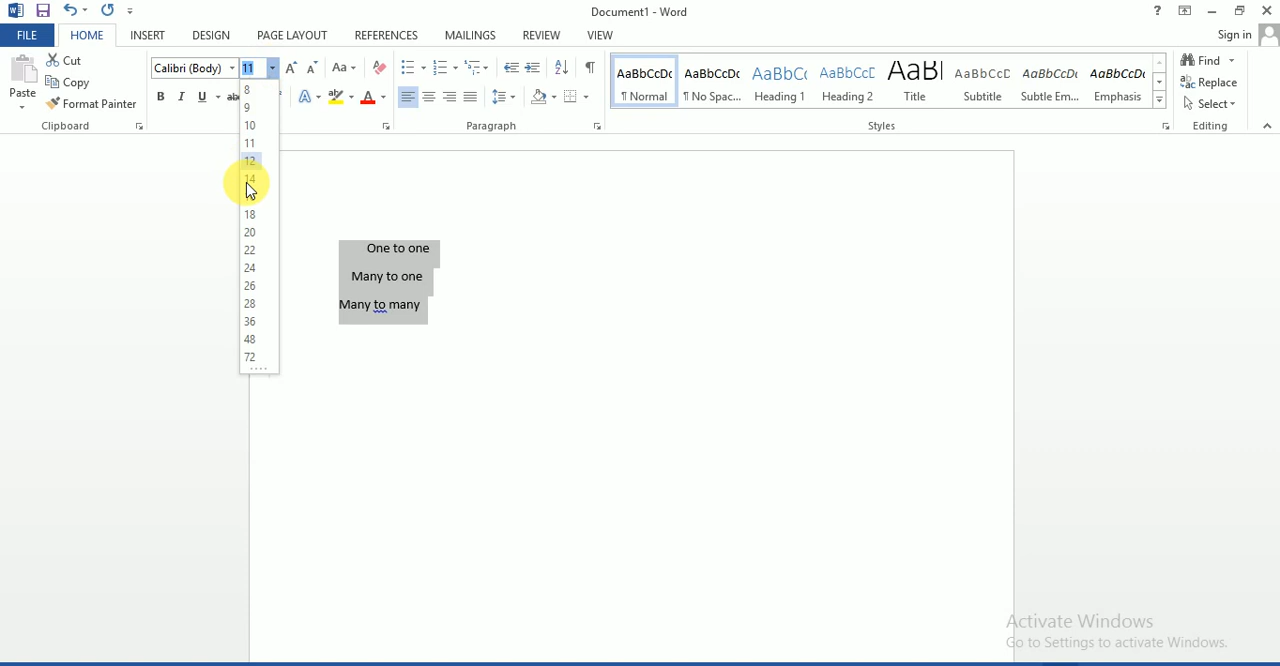 Document1 - Word
?
Sign in
FILE HOME INSERT DESIGN PAGE LAYOUT REFERENCES MAILINGS REVIEW VIEW
Paste
Cut
Copy
Format Painter
Clipboard
Calibri (Body) 11
Aa
B I U abc
A A
Paragraph
AaBbCcDc AaBbCcDc AaBbCc AaBbCcE AaBl AaBbCcC AaBbCcDc AaBbCcDc
¶ Normal ¶ No Spac... Heading 1 Heading 2 Title Subtitle Subtle Em... Emphasis
Styles
Find
Replace
Select
Editing
8
9
10
11
12
14
18
20
22
24
26
28
36
48
72
One to one
Many to one
Many to many
Activate Windows
Go to Settings to activate Windows.